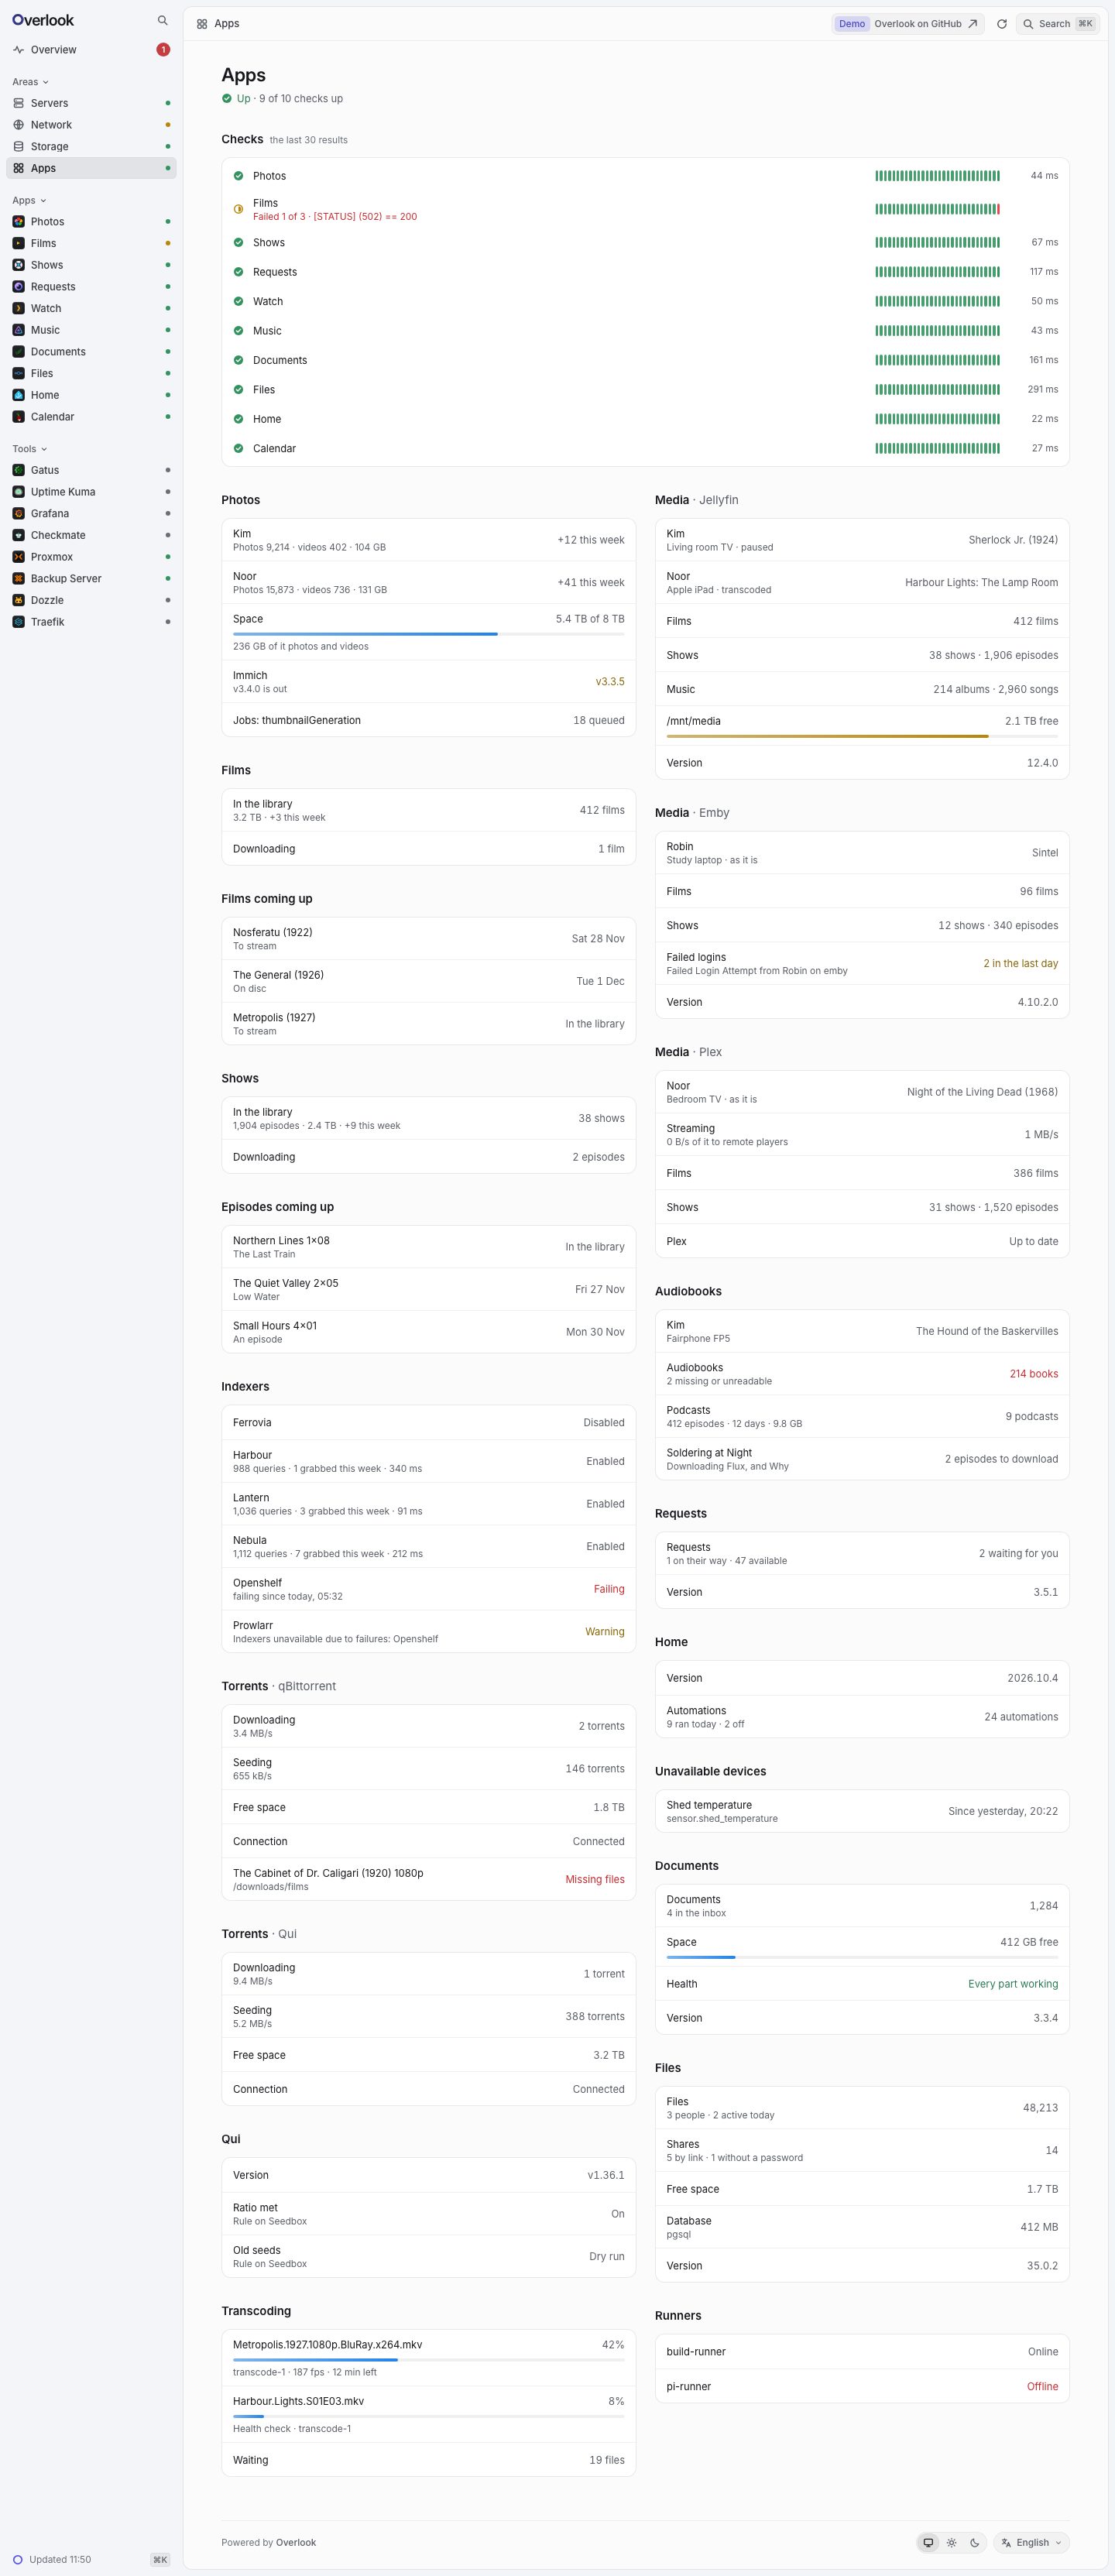 Overlook
Overview 1
Areas
Servers
Network
Storage
Apps
Apps
Photos
Films
Shows
Requests
Watch
Music
Documents
Files
Home
Calendar
Tools
Gatus
Uptime Kuma
Grafana
Checkmate
Proxmox
Backup Server
Dozzle
Traefik
Updated 11:50 ⌘K
Apps
Demo Overlook on GitHub
Search ⌘K
Apps
Up · 9 of 10 checks up
Checks the last 30 results
Photos 44 ms
Films
Failed 1 of 3 · [STATUS] (502) == 200
Shows 67 ms
Requests 117 ms
Watch 50 ms
Music 43 ms
Documents 161 ms
Files 291 ms
Home 22 ms
Calendar 27 ms
Photos
Kim
Photos 9,214 · videos 402 · 104 GB
+12 this week
Noor
Photos 15,873 · videos 736 · 131 GB
+41 this week
Space 5.4 TB of 8 TB
236 GB of it photos and videos
Immich
v3.4.0 is out
v3.3.5
Jobs: thumbnailGeneration 18 queued
Films
In the library
3.2 TB · +3 this week
412 films
Downloading 1 film
Films coming up
Nosferatu (1922)
To stream
Sat 28 Nov
The General (1926)
On disc
Tue 1 Dec
Metropolis (1927)
To stream
In the library
Shows
In the library
1,904 episodes · 2.4 TB · +9 this week
38 shows
Downloading 2 episodes
Episodes coming up
Northern Lines 1×08
The Last Train
In the library
The Quiet Valley 2×05
Low Water
Fri 27 Nov
Small Hours 4×01
An episode
Mon 30 Nov
Indexers
Ferrovia Disabled
Harbour
988 queries · 1 grabbed this week · 340 ms
Enabled
Lantern
1,036 queries · 3 grabbed this week · 91 ms
Enabled
Nebula
1,112 queries · 7 grabbed this week · 212 ms
Enabled
Openshelf
failing since today, 05:32
Failing
Prowlarr
Indexers unavailable due to failures: Openshelf
Warning
Torrents · qBittorrent
Downloading
3.4 MB/s
2 torrents
Seeding
655 kB/s
146 torrents
Free space 1.8 TB
Connection Connected
The Cabinet of Dr. Caligari (1920) 1080p
/downloads/films
Missing files
Torrents · Qui
Downloading
9.4 MB/s
1 torrent
Seeding
5.2 MB/s
388 torrents
Free space 3.2 TB
Connection Connected
Qui
Version v1.36.1
Ratio met
Rule on Seedbox
On
Old seeds
Rule on Seedbox
Dry run
Transcoding
Metropolis.1927.1080p.BluRay.x264.mkv 42%
transcode-1 · 187 fps · 12 min left
Harbour.Lights.S01E03.mkv 8%
Health check · transcode-1
Waiting 19 files
Media · Jellyfin
Kim
Living room TV · paused
Sherlock Jr. (1924)
Noor
Apple iPad · transcoded
Harbour Lights: The Lamp Room
Films 412 films
Shows 38 shows · 1,906 episodes
Music 214 albums · 2,960 songs
/mnt/media 2.1 TB free
Version 12.4.0
Media · Emby
Robin
Study laptop · as it is
Sintel
Films 96 films
Shows 12 shows · 340 episodes
Failed logins
Failed Login Attempt from Robin on emby
2 in the last day
Version 4.10.2.0
Media · Plex
Noor
Bedroom TV · as it is
Night of the Living Dead (1968)
Streaming
0 B/s of it to remote players
1 MB/s
Films 386 films
Shows 31 shows · 1,520 episodes
Plex Up to date
Audiobooks
Kim
Fairphone FP5
The Hound of the Baskervilles
Audiobooks
2 missing or unreadable
214 books
Podcasts
412 episodes · 12 days · 9.8 GB
9 podcasts
Soldering at Night
Downloading Flux, and Why
2 episodes to download
Requests
Requests
1 on their way · 47 available
2 waiting for you
Version 3.5.1
Home
Version 2026.10.4
Automations
9 ran today · 2 off
24 automations
Unavailable devices
Shed temperature
sensor.shed_temperature
Since yesterday, 20:22
Documents
Documents
4 in the inbox
1,284
Space 412 GB free
Health Every part working
Version 3.3.4
Files
Files
3 people · 2 active today
48,213
Shares
5 by link · 1 without a password
14
Free space 1.7 TB
Database
pgsql
412 MB
Version 35.0.2
Runners
build-runner Online
pi-runner Offline
Powered by Overlook
English